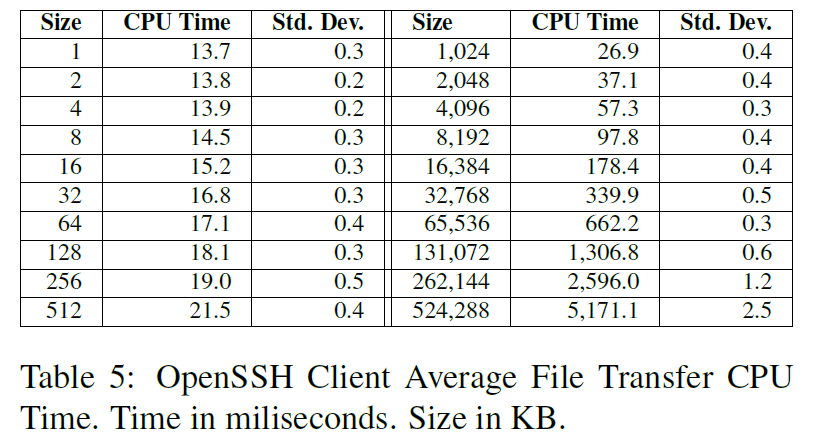 Size CPU Time Std. Dev. Size CPU Time Std. Dev.
1 13.7 0.3 1,024 26.9 0.4
2 13.8 0.2 2,048 37.1 0.4
4 13.9 0.2 4,096 57.3 0.3
8 14.5 0.3 8,192 97.8 0.4
16 15.2 0.3 16,384 178.4 0.4
32 16.8 0.3 32,768 339.9 0.5
64 17.1 0.4 65,536 662.2 0.3
128 18.1 0.3 131,072 1,306.8 0.6
256 19.0 0.5 262,144 2,596.0 1.2
512 21.5 0.4 524,288 5,171.1 2.5
Table 5: OpenSSH Client Average File Transfer CPU
Time. Time in miliseconds. Size in KB.